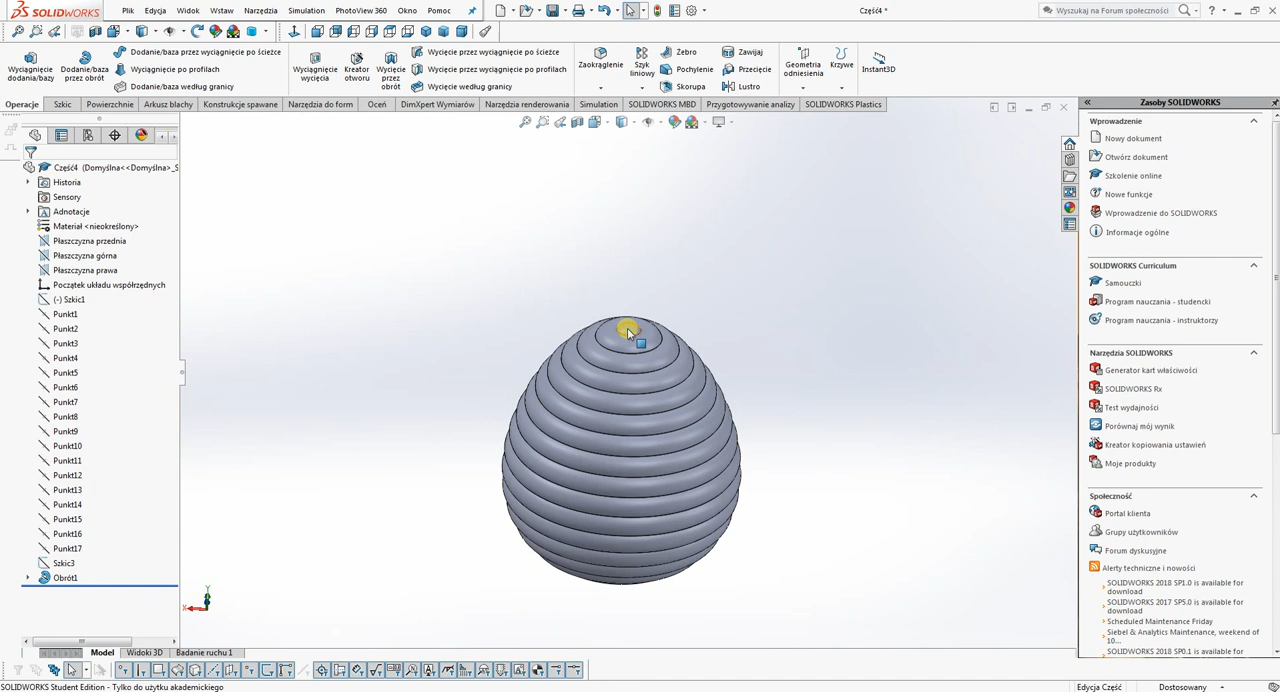 SOLIDWORKS
Plik Edycja Widok Wstaw Narzędzia Simulation PhotoView 360 Okno Pomoc
Część4 *
Wyszukaj na Forum społeczności
Wyciągnięcie dodania/bazy
Dodanie/baza przez obrót
Dodanie/baza przez wyciągnięcie po ścieżce
Wyciągnięcie po profilach
Dodanie/baza według granicy
Wyciągnięcie wycięcia
Kreator otworu
Wycięcie przez obrót
Wycięcie przez wyciągnięcie po ścieżce
Wycięcie przez wyciągnięcie po profilach
Wycięcie według granicy
Zaokrąglenie
Szyk liniowy
Żebro
Pochylenie
Skorupa
Zawijaj
Przecięcie
Lustro
Geometria odniesienia
Krzywe
Instant3D
Operacje Szkic Powierzchnie Arkusz blachy Konstrukcje spawane Narzędzia do form Oceń DimXpert Wymiarów Narzędzia renderowania Simulation SOLIDWORKS MBD Przygotowywanie analizy SOLIDWORKS Plastics
Część4 (Domyślna<<Domyślna>_S
Historia
Sensory
Adnotacje
Materiał <nieokreślony>
Płaszczyzna przednia
Płaszczyzna górna
Płaszczyzna prawa
Początek układu współrzędnych
(-) Szkic1
Punkt1
Punkt2
Punkt3
Punkt4
Punkt5
Punkt6
Punkt7
Punkt8
Punkt9
Punkt10
Punkt11
Punkt12
Punkt13
Punkt14
Punkt15
Punkt16
Punkt17
Szkic3
Obrót1
Y
X
Zasoby SOLIDWORKS
Wprowadzenie
Nowy dokument
Otwórz dokument
Szkolenie online
Nowe funkcje
Wprowadzenie do SOLIDWORKS
Informacje ogólne
SOLIDWORKS Curriculum
Samouczki
Program nauczania - studencki
Program nauczania - instruktorzy
Narzędzia SOLIDWORKS
Generator kart właściwości
SOLIDWORKS Rx
Test wydajności
Porównaj mój wynik
Kreator kopiowania ustawień
Moje produkty
Społeczność
Portal klienta
Grupy użytkowników
Forum dyskusyjne
Alerty techniczne i nowości
SOLIDWORKS 2018 SP1.0 is available for
download
SOLIDWORKS 2017 SP5.0 is available for
download
Scheduled Maintenance Friday
Siebel & Analytics Maintenance, weekend of
10...
SOLIDWORKS 2018 SP0.1 is available for
Model Widoki 3D Badanie ruchu 1
SOLIDWORKS Student Edition - Tylko do użytku akademickiego
Edycja Część
Dostosowany